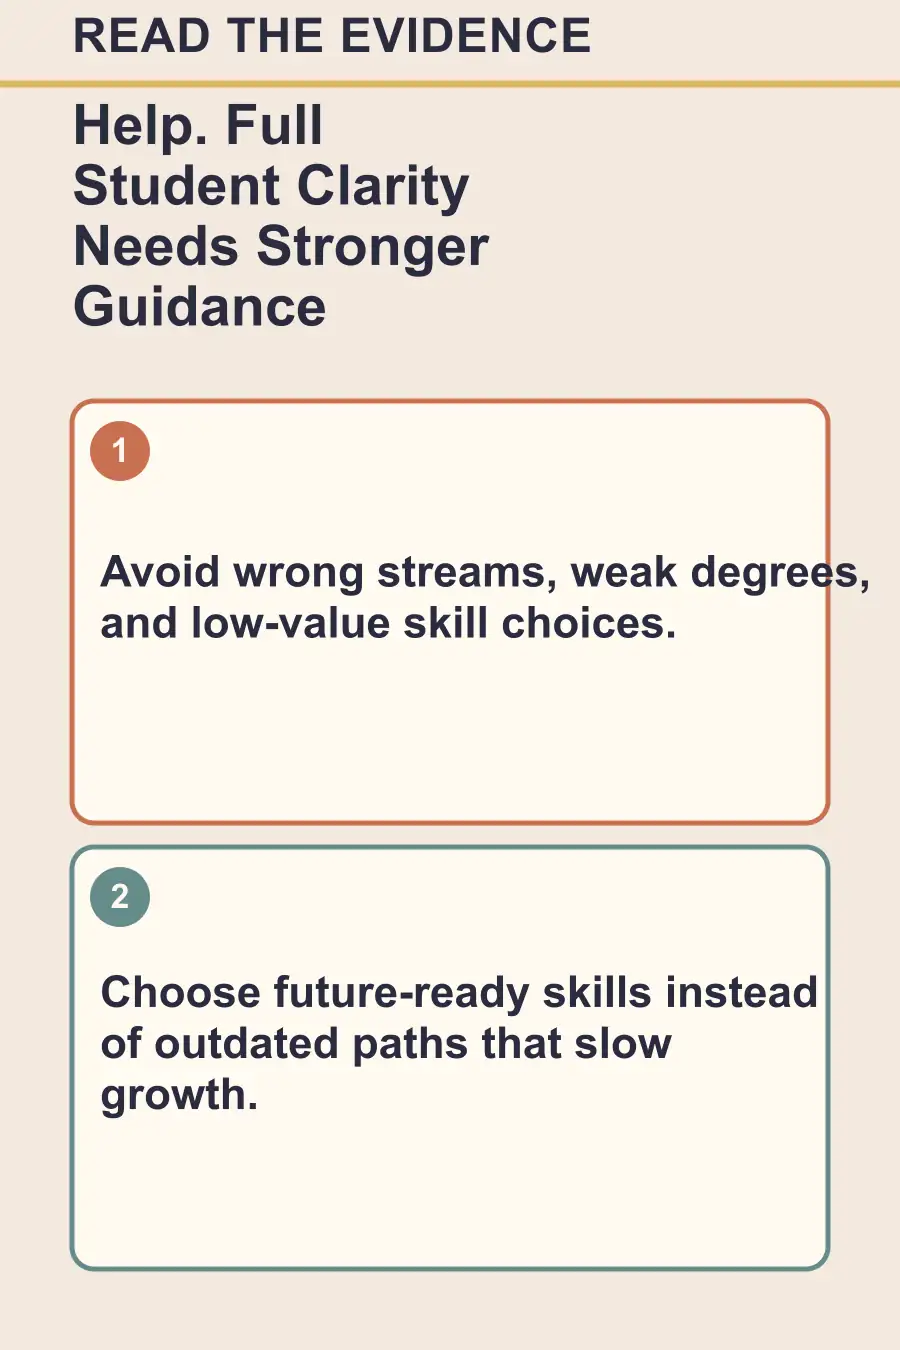 READ THE EVIDENCE
Help. Full
Student Clarity
Needs Stronger
Guidance
1
Avoid wrong streams, weak degrees,
and low-value skill choices.
2
Choose future-ready skills instead
of outdated paths that slow
growth.